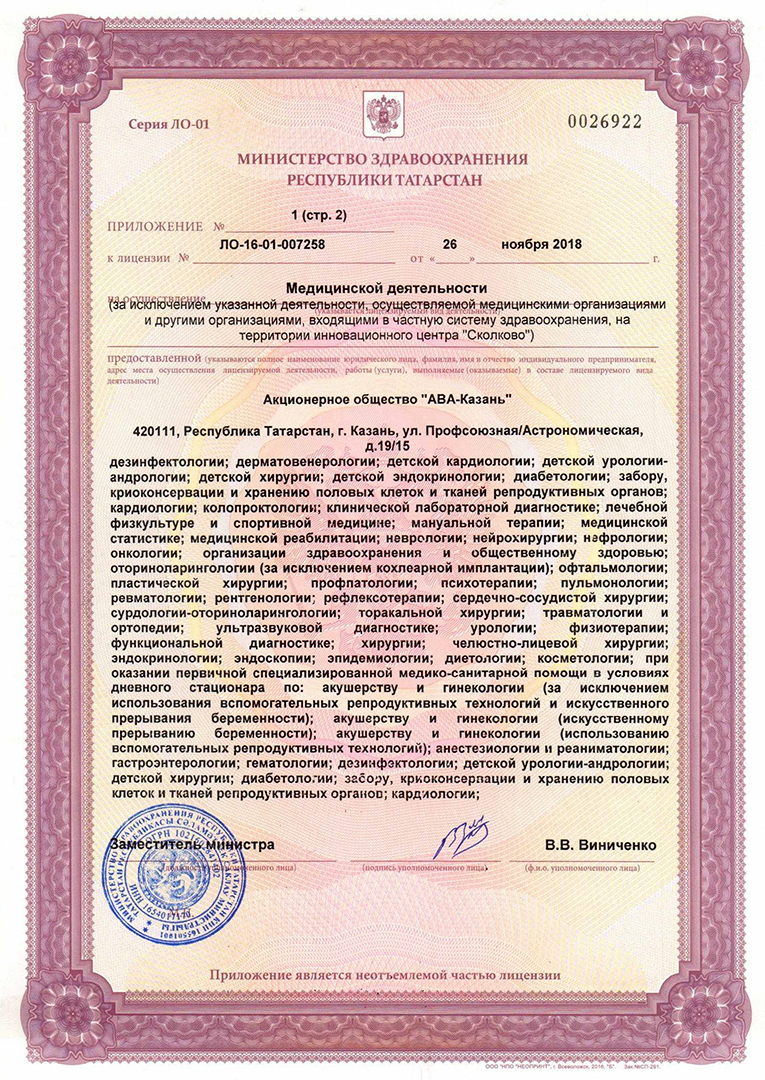 Серия ЛО-01
0026922
МИНИСТЕРСТВО ЗДРАВООХРАНЕНИЯ
РЕСПУБЛИКИ ТАТАРСТАН
ПРИЛОЖЕНИЕ № 1 (стр. 2)
к лицензии № ЛО-16-01-007258 от « 26 » ноября 2018 г.
Медицинской деятельности
на осуществление
(за исключением указанной деятельности, осуществляемой медицинскими организациями
(указывается лицензируемый вид деятельности)
и другими организациями, входящими в частную систему здравоохранения, на
территории инновационного центра "Сколково")
предоставленной (указываются полное наименование юридического лица, фамилия, имя в отчество индивидуального предпринимателя,
адрес места осуществления лицензируемой деятельности, работы (услуги), выполняемые (оказываемые) в составе лицензируемого вида
деятельности)
Акционерное общество "АВА-Казань"
420111, Республика Татарстан, г. Казань, ул. Профсоюзная/Астрономическая,
д.19/15
дезинфектологии; дерматовенерологии; детской кардиологии; детской урологии-
андрологии; детской хирургии; детской эндокринологии; диабетологии; забору,
криоконсервации и хранению половых клеток и тканей репродуктивных органов;
кардиологии; колопроктологии; клинической лабораторной диагностике; лечебной
физкультуре и спортивной медицине; мануальной терапии; медицинской
статистике; медицинской реабилитации; неврологии; нейрохирургии; нефрологии;
онкологии; организации здравоохранения и общественному здоровью;
оториноларингологии (за исключением кохлеарной имплантации); офтальмологии;
пластической хирургии; профпатологии; психотерапии; пульмонологии;
ревматологии; рентгенологии; рефлексотерапии; сердечно-сосудистой хирургии;
сурдологии-оториноларингологии; торакальной хирургии; травматологии и
ортопедии; ультразвуковой диагностике; урологии; физиотерапии;
функциональной диагностике; хирургии; челюстно-лицевой хирургии;
эндокринологии; эндоскопии; эпидемиологии; диетологии; косметологии; при
оказании первичной специализированной медико-санитарной помощи в условиях
дневного стационара по: акушерству и гинекологии (за исключением
использования вспомогательных репродуктивных технологий и искусственного
прерывания беременности); акушерству и гинекологии (искусственному
прерыванию беременности); акушерству и гинекологии (использованию
вспомогательных репродуктивных технологий); анестезиологии и реаниматологии;
гастроэнтерологии; гематологии; дезинфектологии; детской урологии-андрологии;
детской хирургии; диабетологии; забору, криоконсервации и хранению половых
клеток и тканей репродуктивных органов; кардиологии;
Заместитель министра
В.В. Виниченко
уполномоченного лица)
(подпись уполномоченного лица)
(ф.и.о. уполномоченного лица)
МИНИСТЕРСТВО ЗДРАВООХРАНЕНИЯ РЕСПУБЛИКИ ТАТАРСТАН
Приложение является неотъемлемой частью лицензии
ООО "НПО "НЕОПРИНТ", г. Всеволожск, 2016, "Б". Зак.№СП-291.